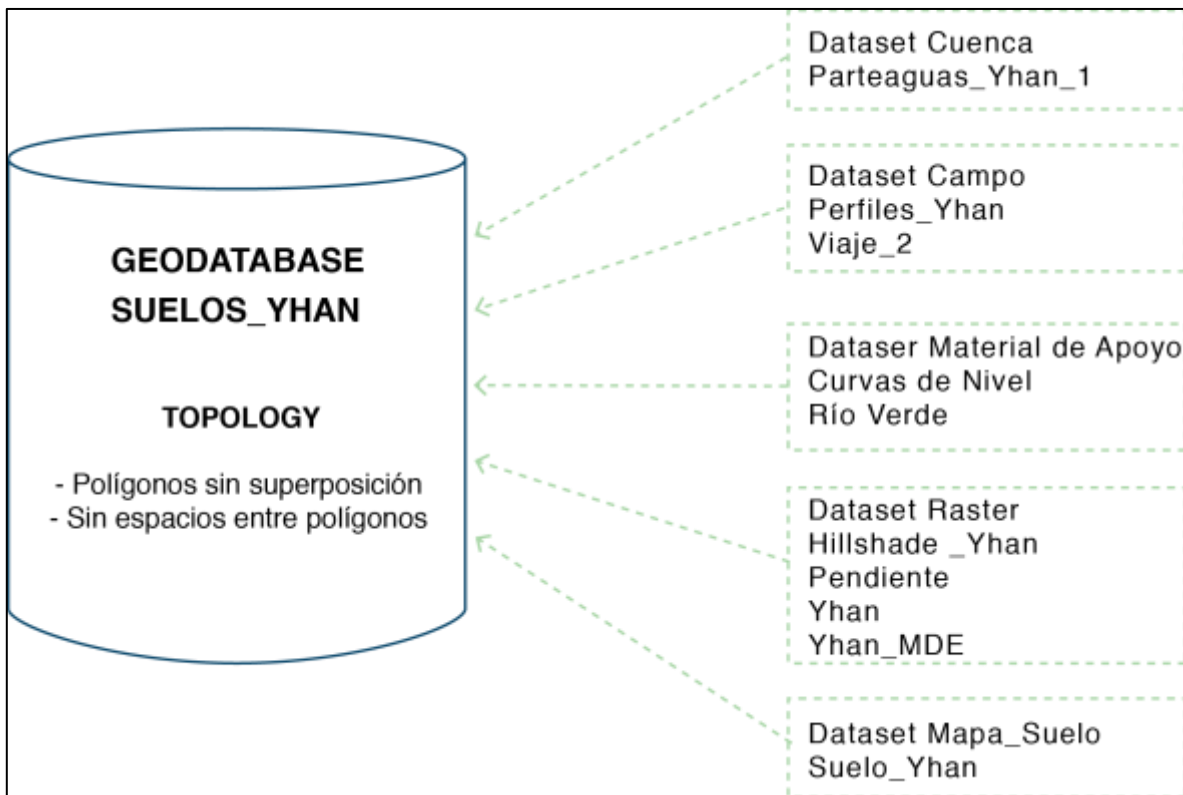 GEODATABASE
SUELOS_YHAN
TOPOLOGY
- Polígonos sin superposición
- Sin espacios entre polígonos
Dataset Cuenca
Parteaguas_Yhan_1
Dataset Campo
Perfiles_Yhan
Viaje_2
Dataser Material de Apoyo
Curvas de Nivel
Río Verde
Dataset Raster
Hillshade _Yhan
Pendiente
Yhan
Yhan_MDE
Dataset Mapa_Suelo
Suelo_Yhan